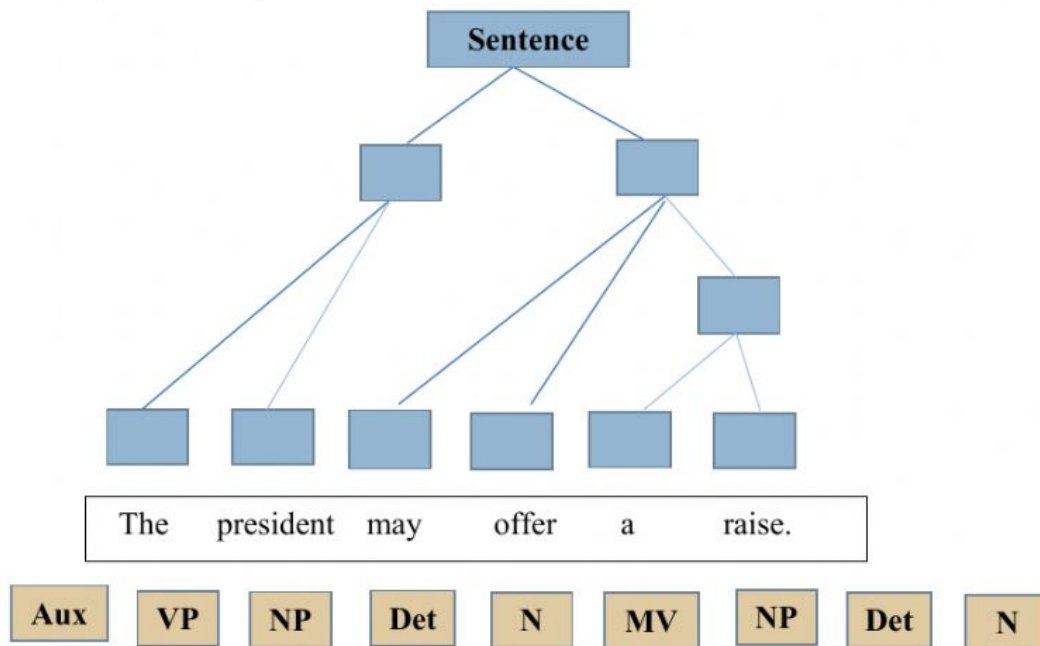 Sentence
The president may offer a raise.
Aux VP NP Det N MV NP Det N